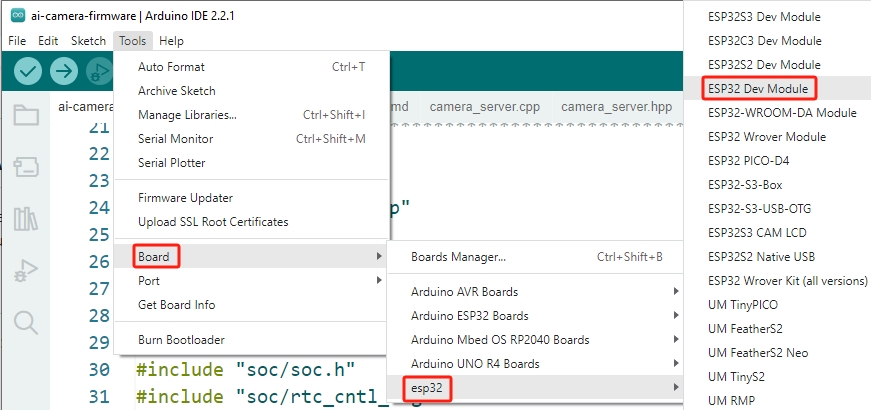 ai-camera-firmware | Arduino IDE 2.2.1
File Edit Sketch Tools Help
Auto Format Ctrl+T
Archive Sketch
Manage Libraries... Ctrl+Shift+I
Serial Monitor Ctrl+Shift+M
Serial Plotter
Firmware Updater
Upload SSL Root Certificates
Board
Port
Get Board Info
Burn Bootloader
ai-camera
md camera_server.cpp camera_server.hpp
21
22
23
24 p"
25
26
27
28
29
30 #include "soc/soc.h"
31 #include "soc/rtc_cntl_
Boards Manager... Ctrl+Shift+B
Arduino AVR Boards
Arduino ESP32 Boards
Arduino Mbed OS RP2040 Boards
Arduino UNO R4 Boards
esp32
ESP32S3 Dev Module
ESP32C3 Dev Module
ESP32S2 Dev Module
ESP32 Dev Module
ESP32-WROOM-DA Module
ESP32 Wrover Module
ESP32 PICO-D4
ESP32-S3-Box
ESP32-S3-USB-OTG
ESP32S3 CAM LCD
ESP32S2 Native USB
ESP32 Wrover Kit (all versions)
UM TinyPICO
UM FeatherS2
UM FeatherS2 Neo
UM TinyS2
UM RMP